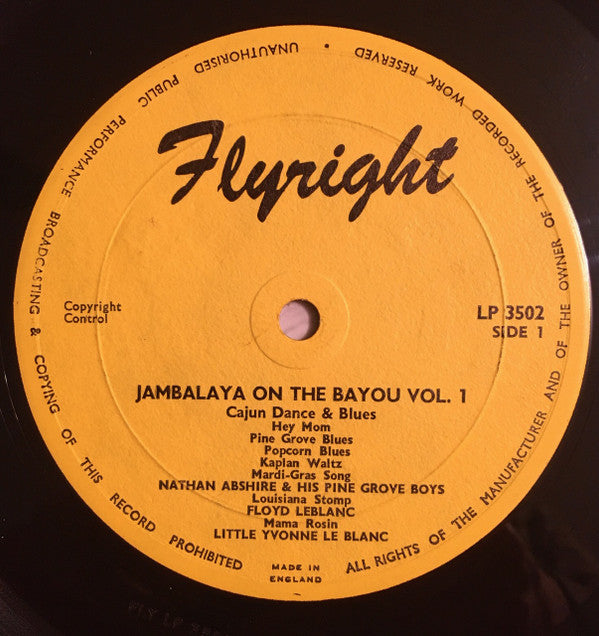 ALL RIGHTS OF THE MANUFACTURER AND OF THE OWNER OF THE RECORDED WORK RESERVED • UNAUTHORISED PUBLIC PERFORMANCE BROADCASTING & COPYING OF THIS RECORD PROHIBITED
Flyright
Copyright
Control
LP 3502
SIDE 1
JAMBALAYA ON THE BAYOU VOL. 1
Cajun Dance & Blues
Hey Mom
Pine Grove Blues
Popcorn Blues
Kaplan Waltz
Mardi-Gras Song
NATHAN ABSHIRE & HIS PINE GROVE BOYS
Louisiana Stomp
FLOYD LEBLANC
Mama Rosin
LITTLE YVONNE LE BLANC
MADE IN
ENGLAND